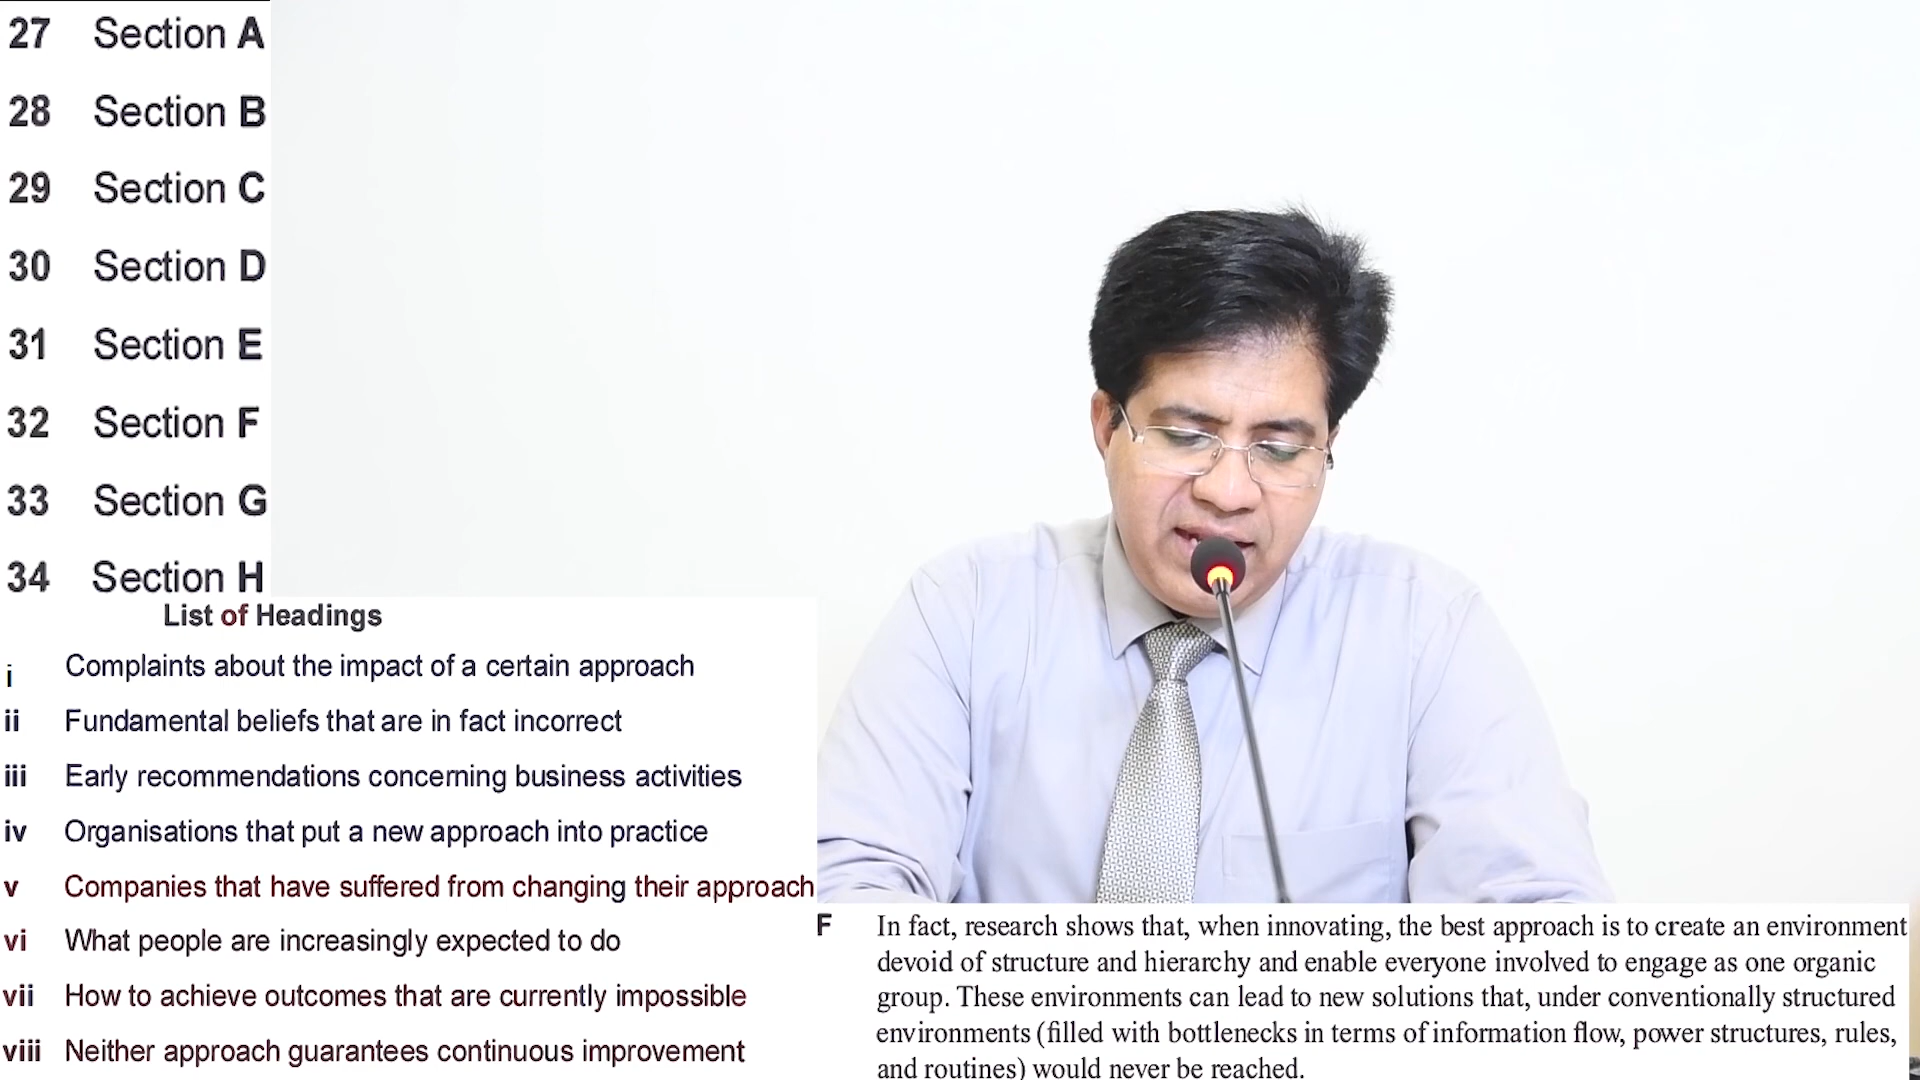 27 Section A
28 Section B
29 Section C
30 Section D
31 Section E
32 Section F
33 Section G
34 Section H
List of Headings
i Complaints about the impact of a certain approach
ii Fundamental beliefs that are in fact incorrect
iii Early recommendations concerning business activities
iv Organisations that put a new approach into practice
v Companies that have suffered from changing their approach
vi What people are increasingly expected to do
vii How to achieve outcomes that are currently impossible
viii Neither approach guarantees continuous improvement
F In fact, research shows that, when innovating, the best approach is to create an environment
devoid of structure and hierarchy and enable everyone involved to engage as one organic
group. These environments can lead to new solutions that, under conventionally structured
environments (filled with bottlenecks in terms of information flow, power structures, rules,
and routines) would never be reached.